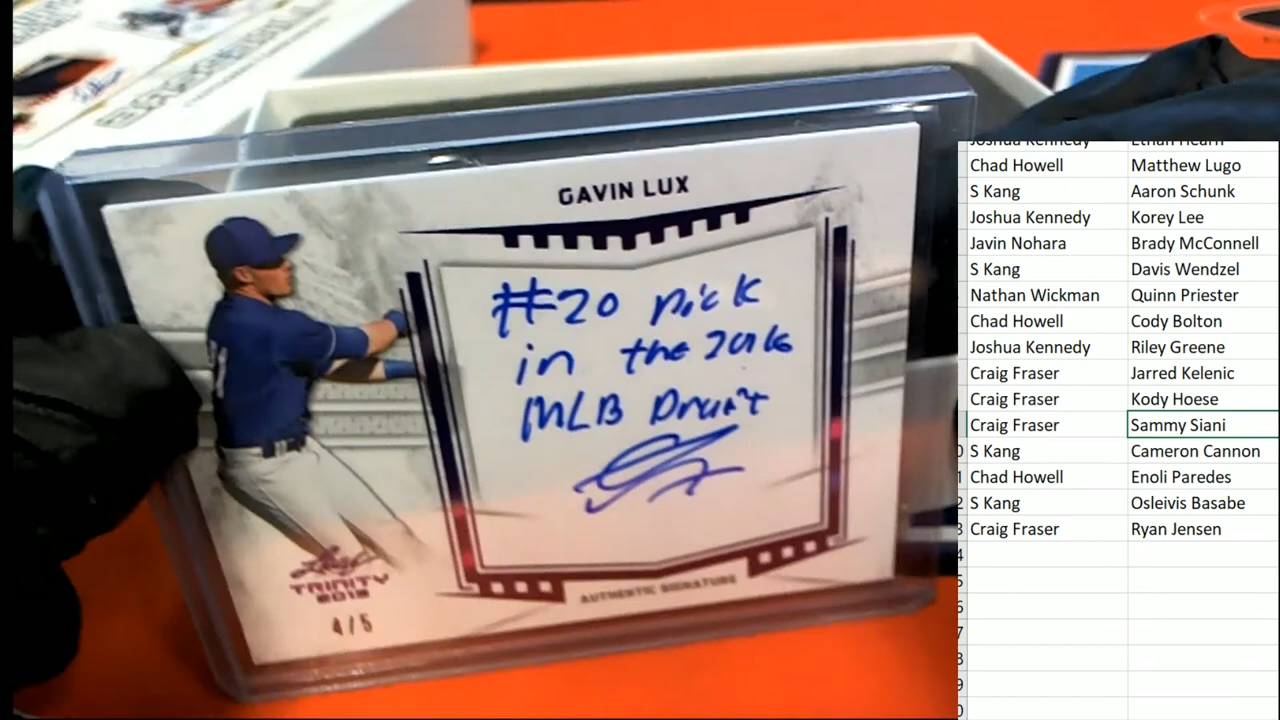 GAVIN LUX
#20 pick
in the 2016
MLB Draft
Leaf
TRINITY
4/5
AUTHENTIC SIGNATURE
Chad Howell Matthew Lugo
S Kang Aaron Schunk
Joshua Kennedy Korey Lee
Javin Nohara Brady McConnell
S Kang Davis Wendzel
Nathan Wickman Quinn Priester
Chad Howell Cody Bolton
Joshua Kennedy Riley Greene
Craig Fraser Jarred Kelenic
Craig Fraser Kody Hoese
Craig Fraser Sammy Siani
S Kang Cameron Cannon
Chad Howell Enoli Paredes
S Kang Osleivis Basabe
Craig Fraser Ryan Jensen